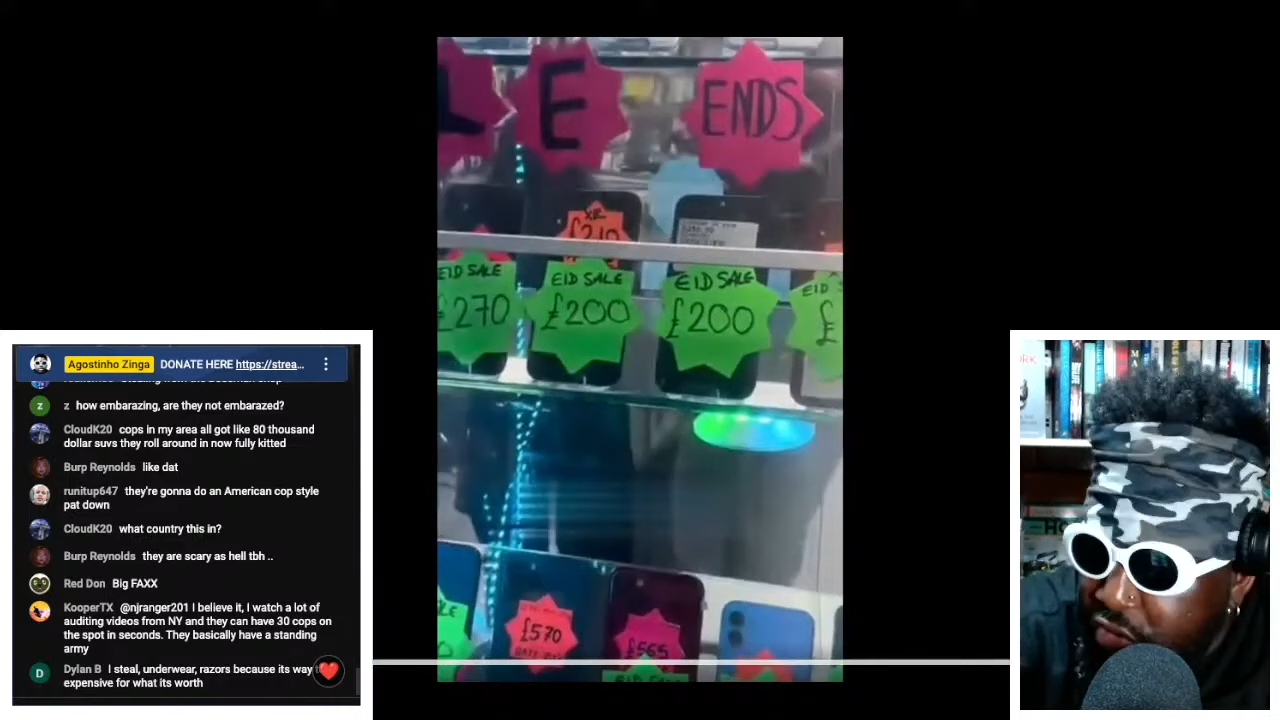 E
ENDS
XR
EID SALE
£270
EID SALE
£200
EID SALE
£200
EID
£
£570
£565
Agostinho Zinga DONATE HERE https://strea...
z how embarazing, are they not embarazed?
CloudK20 cops in my area all got like 80 thousand
dollar suvs they roll around in now fully kitted
Burp Reynolds like dat
runitup647 they're gonna do an American cop style
pat down
CloudK20 what country this in?
Burp Reynolds they are scary as hell tbh ..
Red Don Big FAXX
KooperTX @njranger201 I believe it, I watch a lot of
auditing videos from NY and they can have 30 cops on
the spot in seconds. They basically have a standing
army
Dylan B I steal, underwear, razors because its way
expensive for what its worth